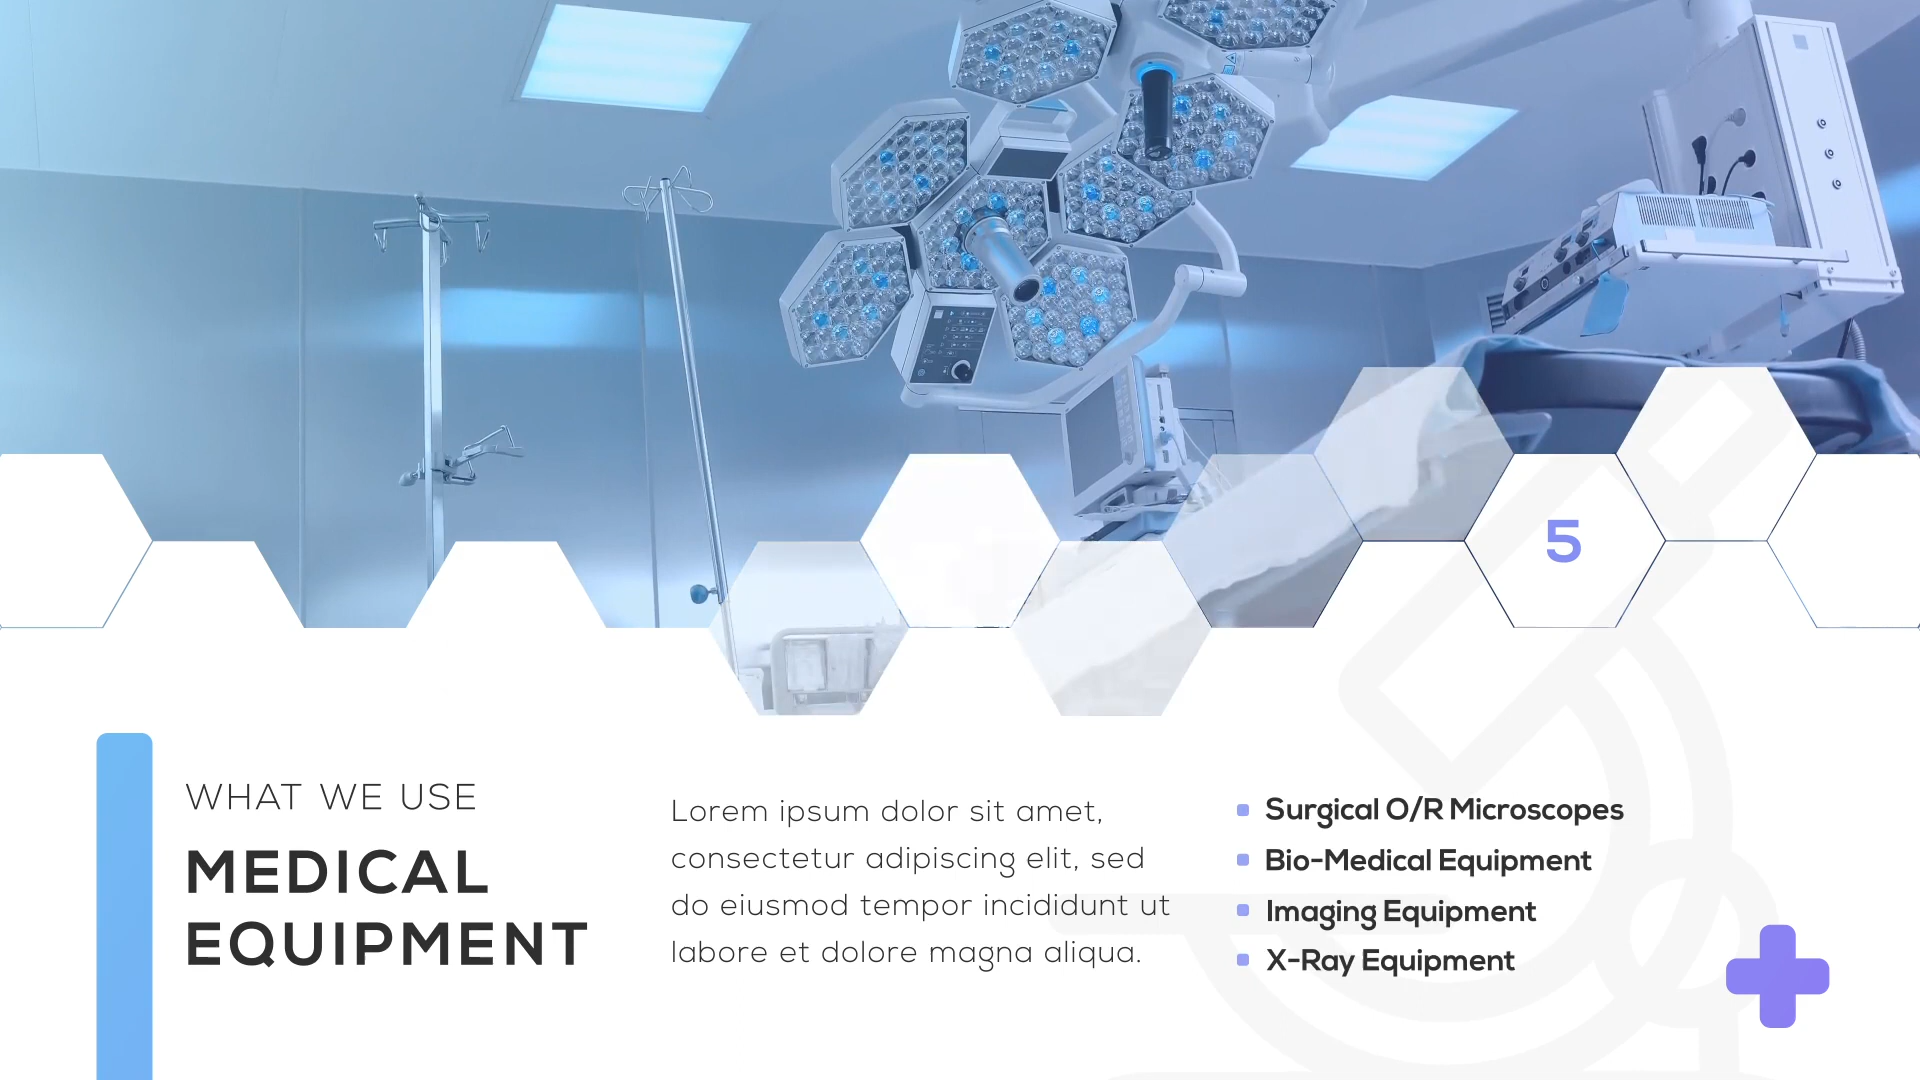 5
WHAT WE USE
MEDICAL
EQUIPMENT
Lorem ipsum dolor sit amet,
consectetur adipiscing elit, sed
do eiusmod tempor incididunt ut
labore et dolore magna aliqua.
Surgical O/R Microscopes
Bio-Medical Equipment
Imaging Equipment
X-Ray Equipment